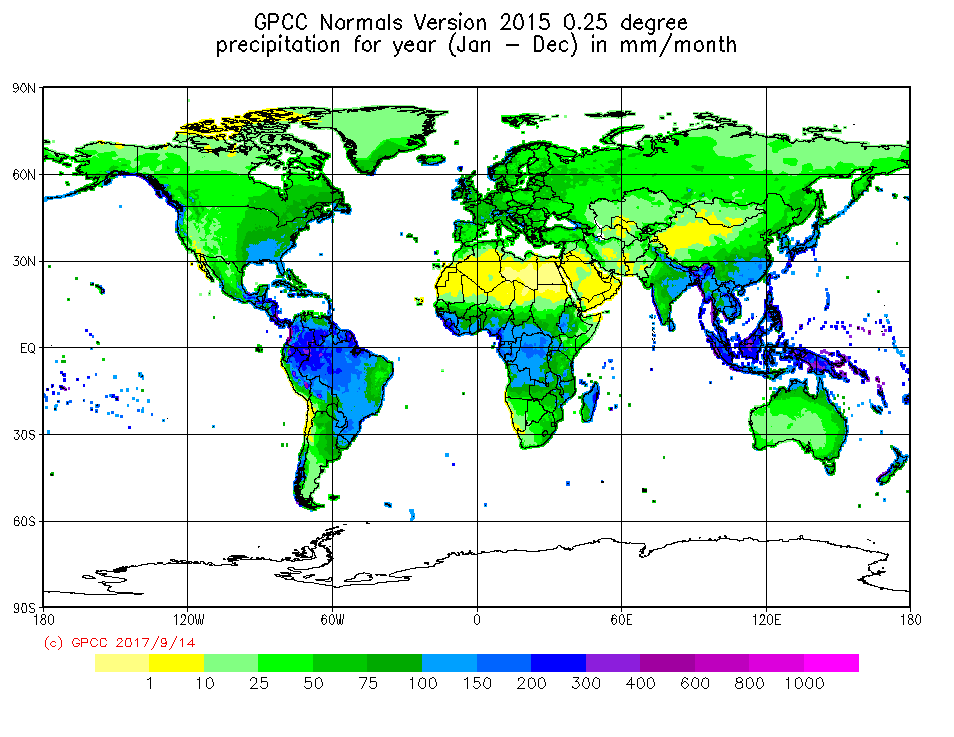 GPCC Normals Version 2015 0.25 degree
precipitation for year (Jan – Dec) in mm/month
90N
60N
30N
EQ
30S
60S
90S
180 120W 60W 0 60E 120E 180
(c) GPCC 2017/9/14
1 10 25 50 75 100 150 200 300 400 600 800 1000